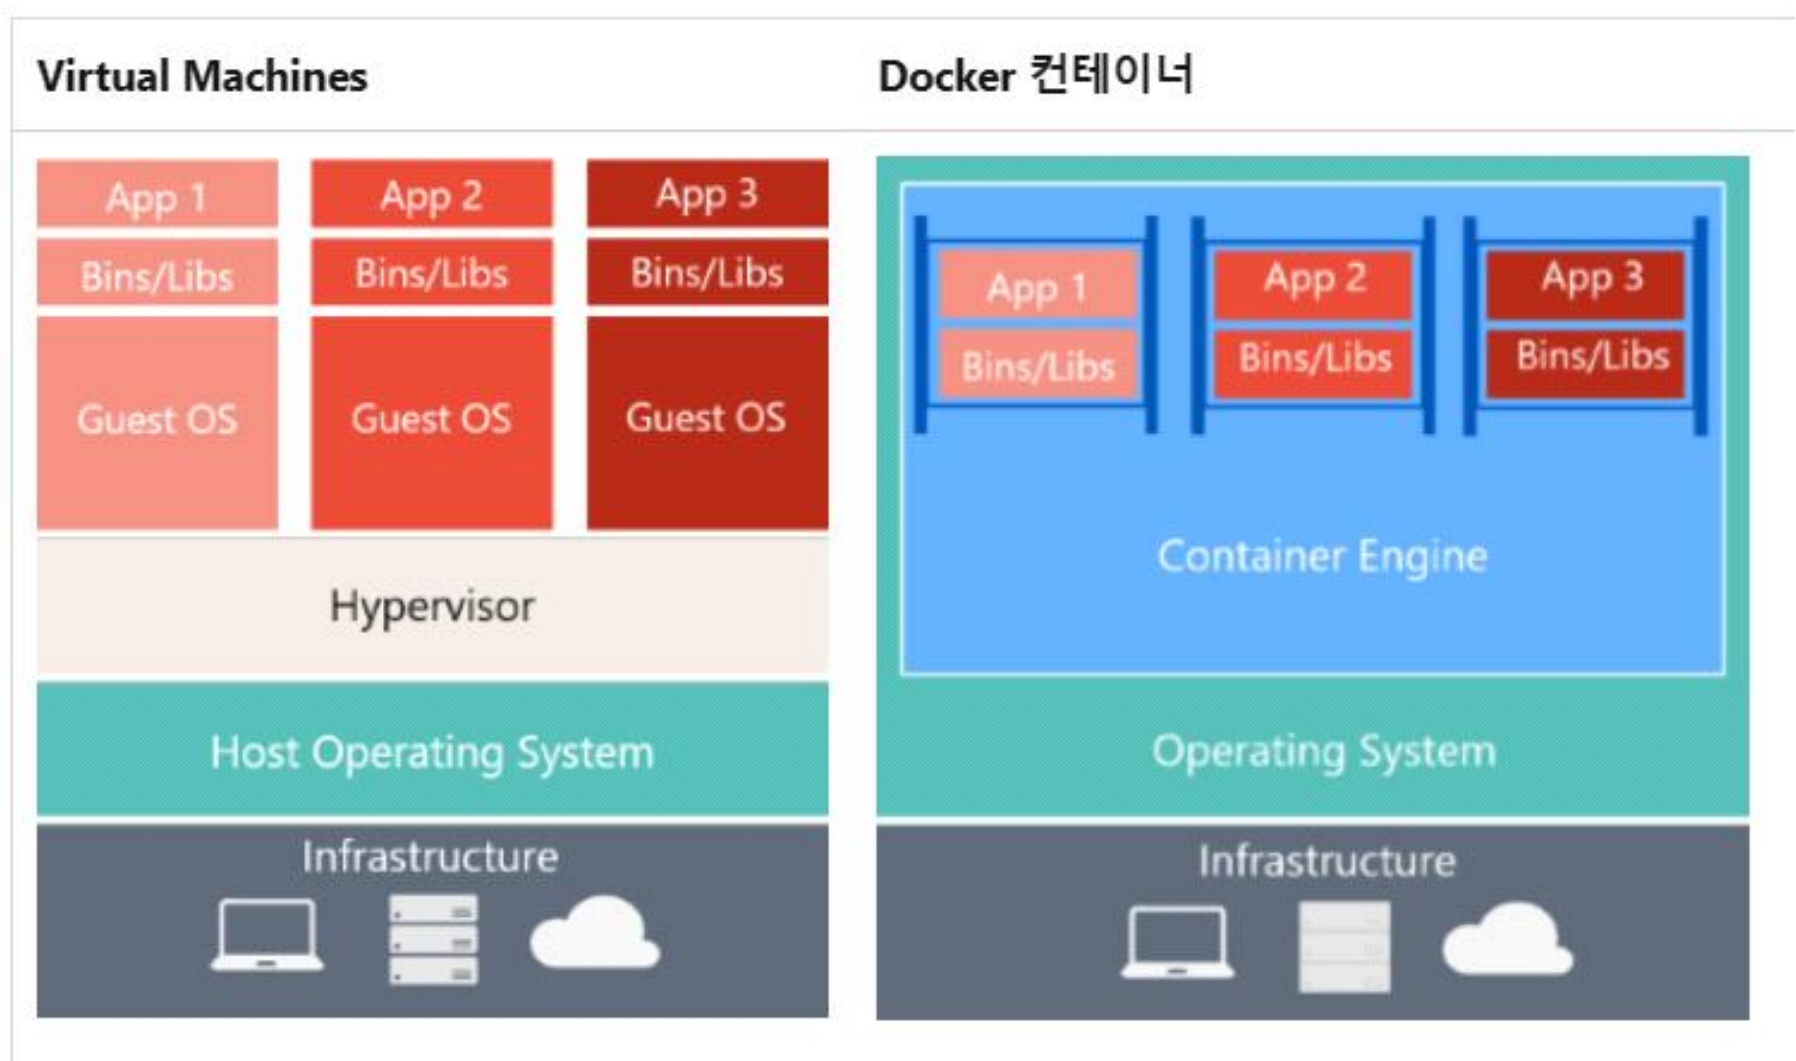 Virtual Machines
Docker 컨테이너
App 1
App 2
App 3
Bins/Libs
Bins/Libs
Bins/Libs
Guest OS
Guest OS
Guest OS
Hypervisor
Host Operating System
Infrastructure
App 1
App 2
App 3
Bins/Libs
Bins/Libs
Bins/Libs
Container Engine
Operating System
Infrastructure